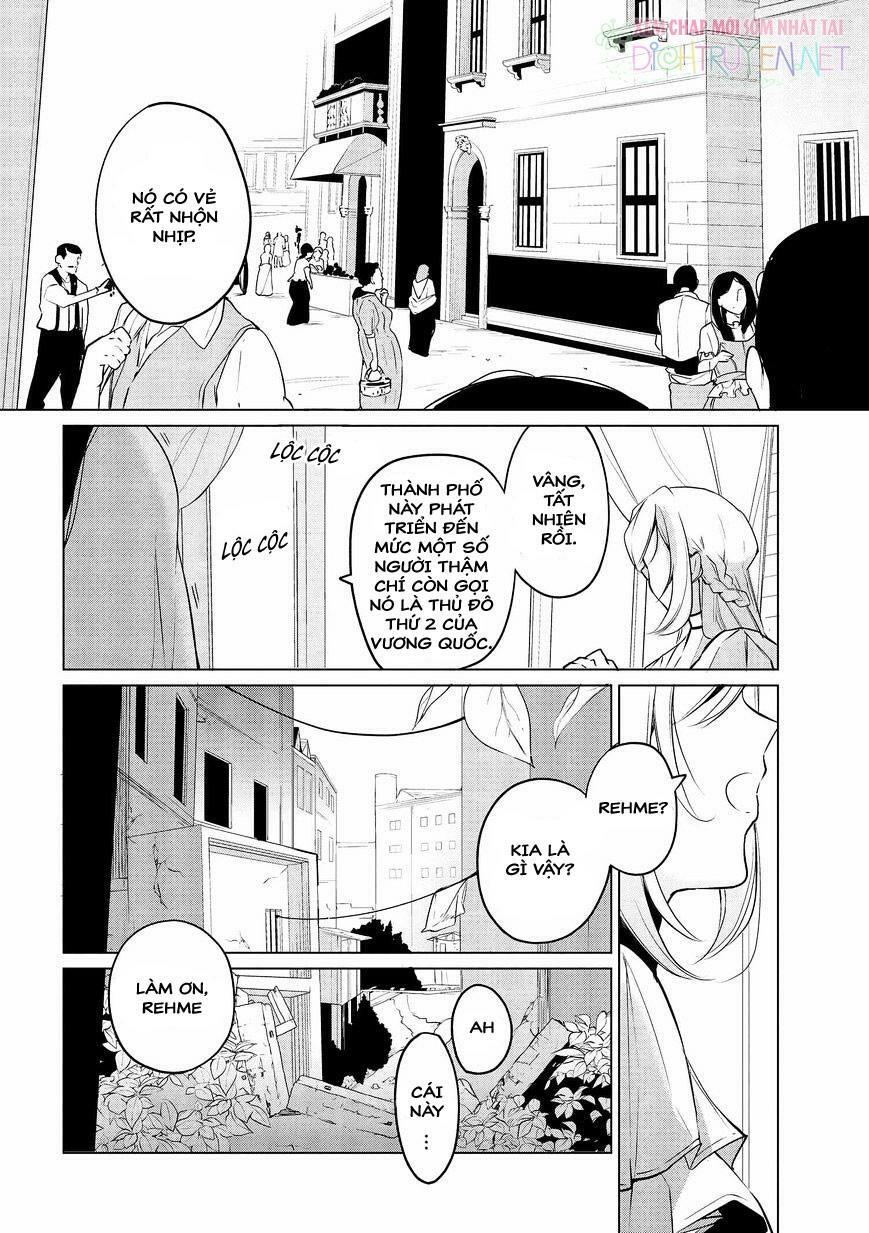 XEM CHAP MỚI SỚM NHẤT TẠI
DICHTRUYEN.NET
NÓ CÓ VẺ
RẤT NHỘN
NHỊP.
VÂNG,
TẤT
NHIÊN
RỒI.
THÀNH PHỐ
NÀY PHÁT
TRIỂN ĐẾN
MỨC MỘT SỐ
NGƯỜI THẬM
CHÍ CÒN GỌI
NÓ LÀ THỦ ĐÔ
THỨ 2 CỦA
VƯƠNG QUỐC.
LỘC CỘC
LỘC CỘC
REHME?
KIA LÀ
GÌ VẬY?
AH
CÁI
NÀY
...
LÀM ƠN,
REHME